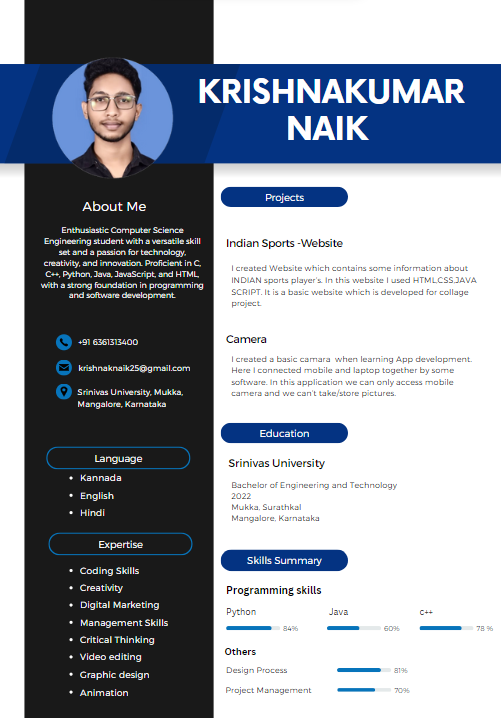 KRISHNAKUMAR
NAIK
About Me
Enthusiastic Computer Science
Engineering student with a versatile skill
set and a passion for technology,
creativity, and innovation. Proficient in C,
C++, Python, Java, JavaScript, and HTML,
with a strong foundation in programming
and software development.
+91 6361313400
krishnaknaik25@gmail.com
Srinivas University, Mukka,
Mangalore, Karnataka
Language
Kannada
English
Hindi
Expertise
Coding Skills
Creativity
Digital Marketing
Management Skills
Critical Thinking
Video editing
Graphic design
Animation
Projects
Indian Sports -Website
I created Website which contains some information about
INDIAN sports player's. In this website I used HTML,CSS,JAVA
SCRIPT. It is a basic website which is developed for collage
project.
Camera
I created a basic camara when learning App development.
Here I connected mobile and laptop together by some
software. In this application we can only access mobile
camera and we can't take/store pictures.
Education
Srinivas University
Bachelor of Engineering and Technology
2022
Mukka, Surathkal
Mangalore, Karnataka
Skills Summary
Programming skills
Python Java c++
84% 60% 78 %
Others
Design Process 81%
Project Management 70%